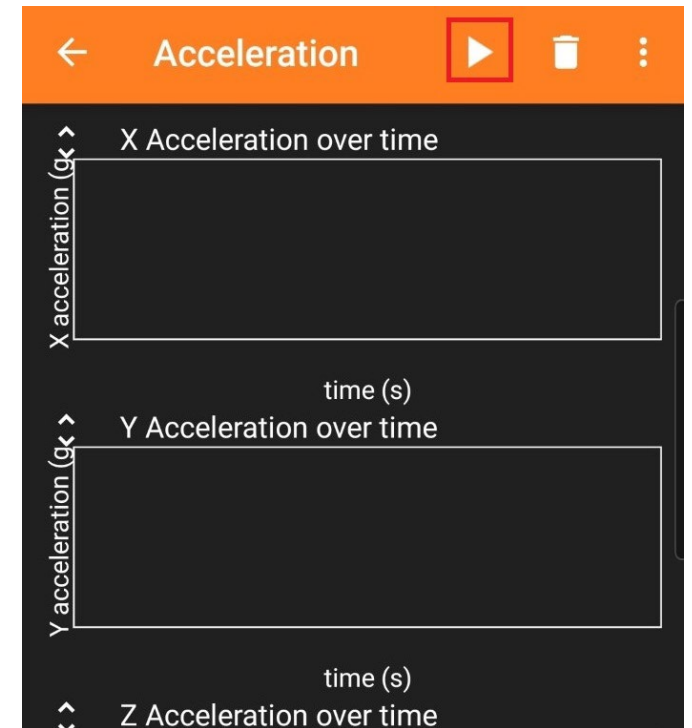 Acceleration
X Acceleration over time
X acceleration (g
time (s)
Y Acceleration over time
Y acceleration (g
time (s)
Z Acceleration over time